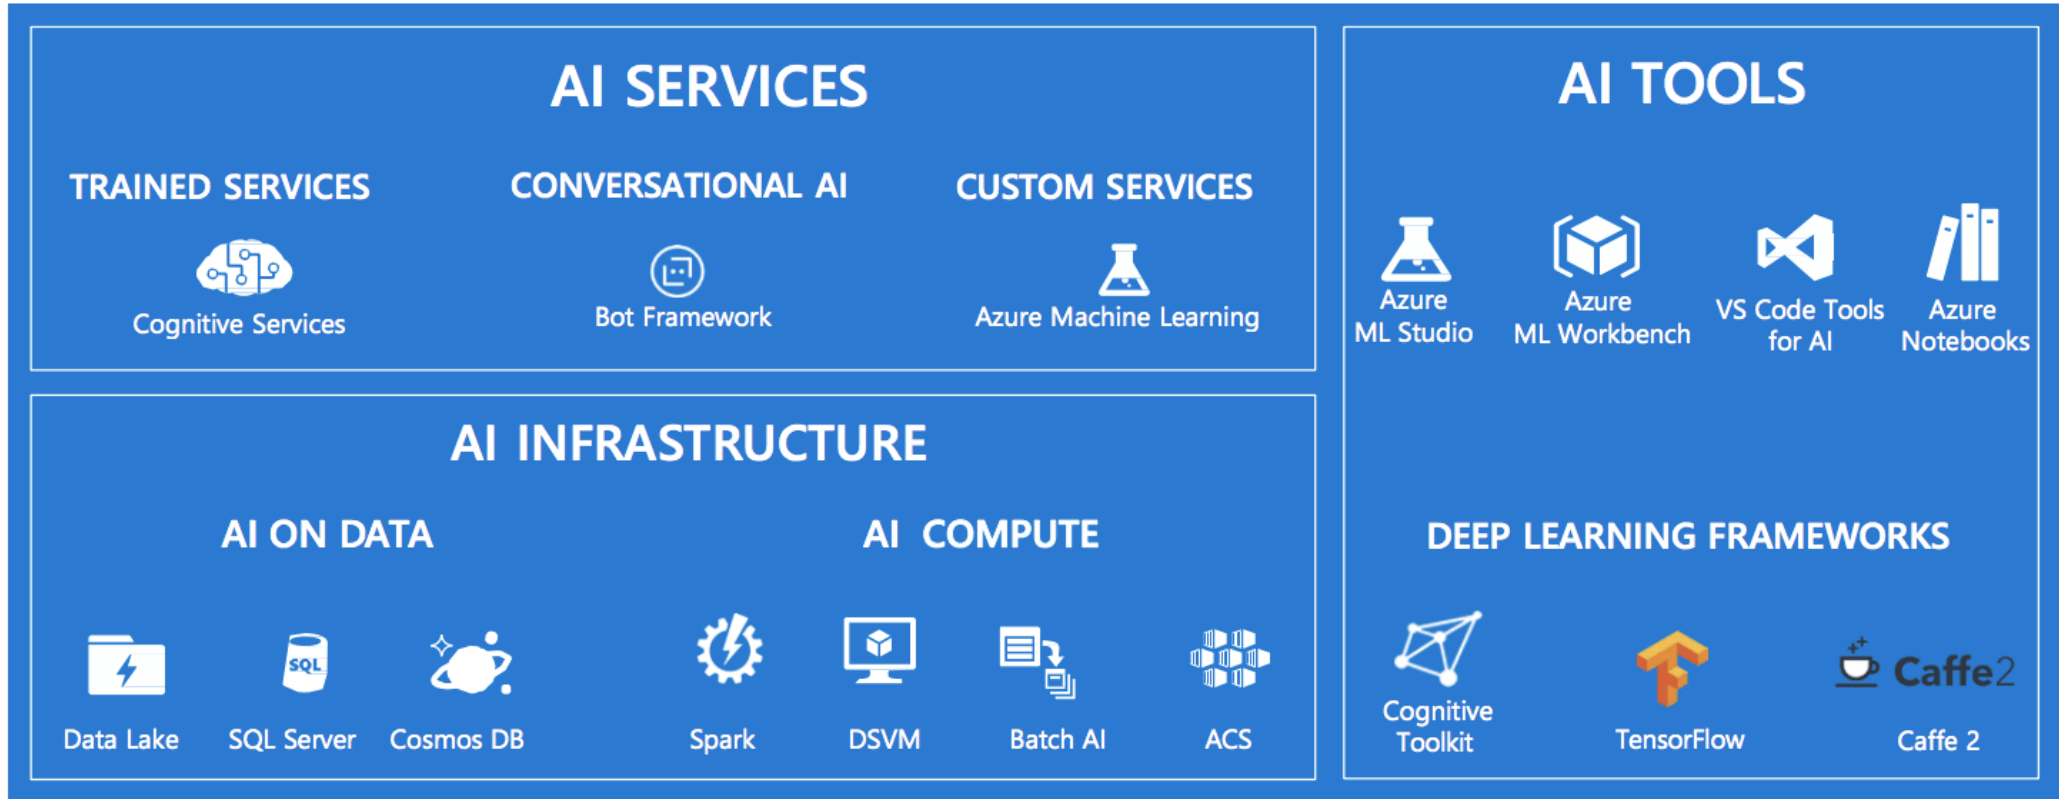 AI SERVICES
TRAINED SERVICES
Cognitive Services
CONVERSATIONAL AI
Bot Framework
CUSTOM SERVICES
Azure Machine Learning
AI INFRASTRUCTURE
AI ON DATA
Data Lake
SQL
SQL Server
Cosmos DB
AI COMPUTE
Spark
DSVM
Batch AI
ACS
AI TOOLS
Azure
ML Studio
Azure
ML Workbench
VS Code Tools
for AI
Azure
Notebooks
DEEP LEARNING FRAMEWORKS
Cognitive
Toolkit
TensorFlow
Caffe2
Caffe 2